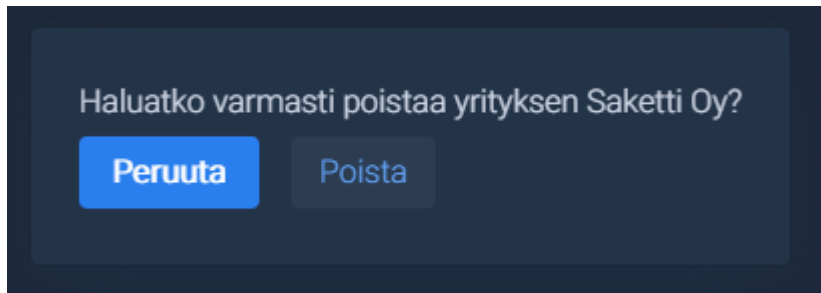 Haluatko varmasti poistaa yrityksen Saketti Oy?
Peruuta Poista